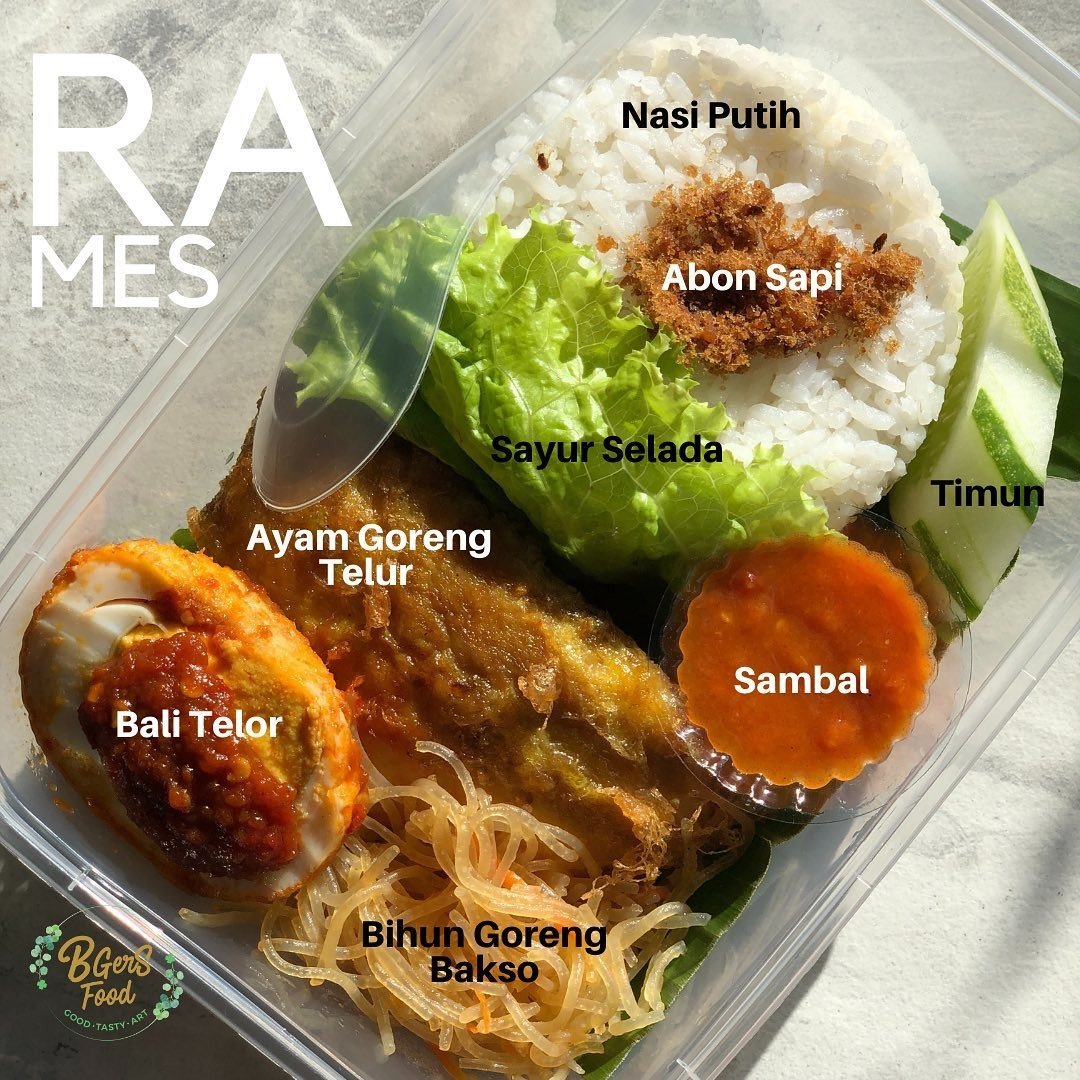 RA
MES
Nasi Putih
Abon Sapi
Sayur Selada
Timun
Ayam Goreng
Telur
Sambal
Bali Telor
Bihun Goreng
Bakso
BGerS
Food
GOOD • TASTY • ART